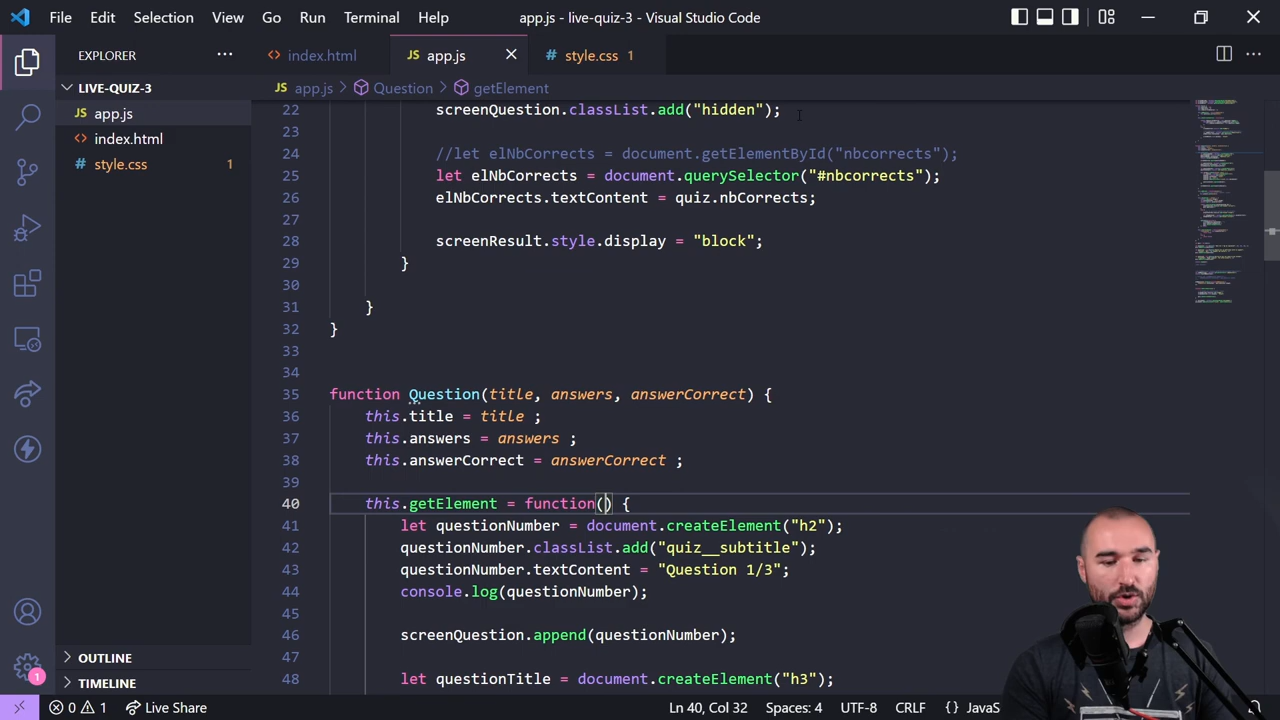 File Edit Selection View Go Run Terminal Help app.js - live-quiz-3 - Visual Studio Code
EXPLORER
LIVE-QUIZ-3
JS app.js
<> index.html
# style.css 1
OUTLINE
TIMELINE
<> index.html JS app.js # style.css 1
JS app.js > Question > getElement
22 screenQuestion.classList.add("hidden");
23
24 //let elNbCorrects = document.getElementById("nbcorrects");
25 let elNbCorrects = document.querySelector("#nbcorrects");
26 elNbCorrects.textContent = quiz.nbCorrects;
27
28 screenResult.style.display = "block";
29 }
30
31 }
32 }
33
34
35 function Question(title, answers, answerCorrect) {
36 this.title = title ;
37 this.answers = answers ;
38 this.answerCorrect = answerCorrect ;
39
40 this.getElement = function() {
41 let questionNumber = document.createElement("h2");
42 questionNumber.classList.add("quiz__subtitle");
43 questionNumber.textContent = "Question 1/3";
44 console.log(questionNumber);
45
46 screenQuestion.append(questionNumber);
47
48 let questionTitle = document.createElement("h3");
1
0 1 Live Share Ln 40, Col 32 Spaces: 4 UTF-8 CRLF {} JavaS